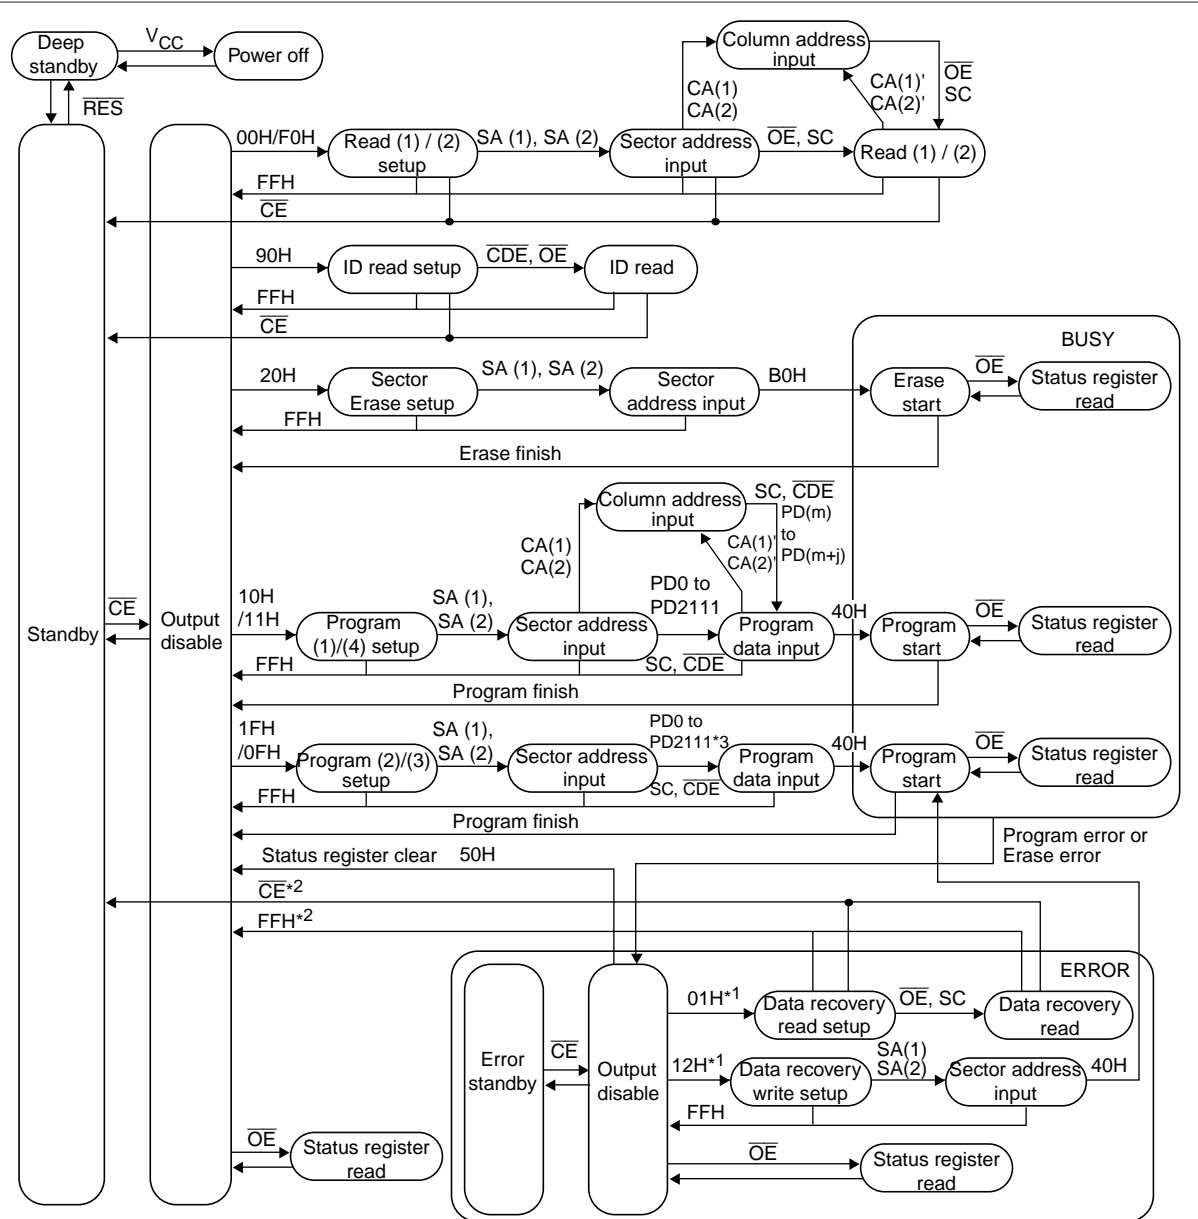 Deep
standby
VCC
Power off
RES
Column address
input
CA(1)
CA(2)
CA(1)'
CA(2)'
OE
SC
00H/F0H
Read (1) / (2)
setup
SA (1), SA (2)
Sector address
input
OE, SC
Read (1) / (2)
FFH
CE
90H
ID read setup
CDE, OE
ID read
FFH
CE
BUSY
20H
Sector
Erase setup
SA (1), SA (2)
Sector
address input
B0H
Erase
start
OE
Status register
read
FFH
Erase finish
Column address
input
SC, CDE
PD(m)
to
PD(m+j)
CA(1)
CA(2)
CA(1)'
CA(2)'
Standby
CE
Output
disable
10H
/11H
Program
(1)/(4) setup
SA (1),
SA (2)
Sector address
input
PD0 to
PD2111
SC, CDE
Program
data input
40H
Program
start
OE
Status register
read
FFH
Program finish
1FH
/0FH
Program (2)/(3)
setup
SA (1),
SA (2)
Sector address
input
PD0 to
PD2111*3
SC, CDE
Program
data input
40H
Program
start
OE
Status register
read
FFH
Program finish
Program error or
Erase error
Status register clear 50H
CE*2
FFH*2
ERROR
01H*1
Data recovery
read setup
OE, SC
Data recovery
read
Error
standby
CE
Output
disable
12H*1
Data recovery
write setup
SA(1)
SA(2)
Sector address
input
40H
FFH
OE
Status register
read
OE
Status register
read